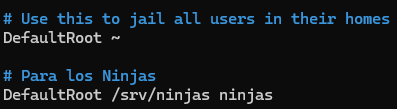 # Use this to jail all users in their homes
DefaultRoot ~
# Para los Ninjas
DefaultRoot /srv/ninjas ninjas